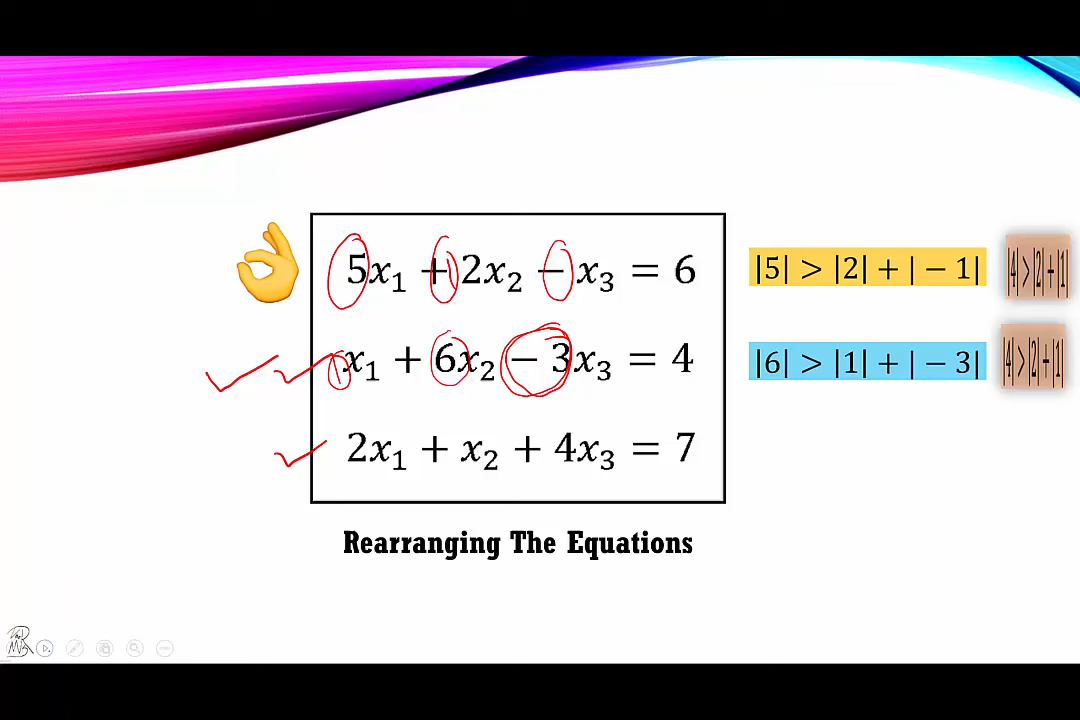 5x₁ + 2x₂ − x₃ = 6
|5| > |2| + | − 1|
|4| > |2| + |1|
x₁ + 6x₂ − 3x₃ = 4
|6| > |1| + | − 3|
|4| > |2| + |1|
2x₁ + x₂ + 4x₃ = 7
Rearranging The Equations